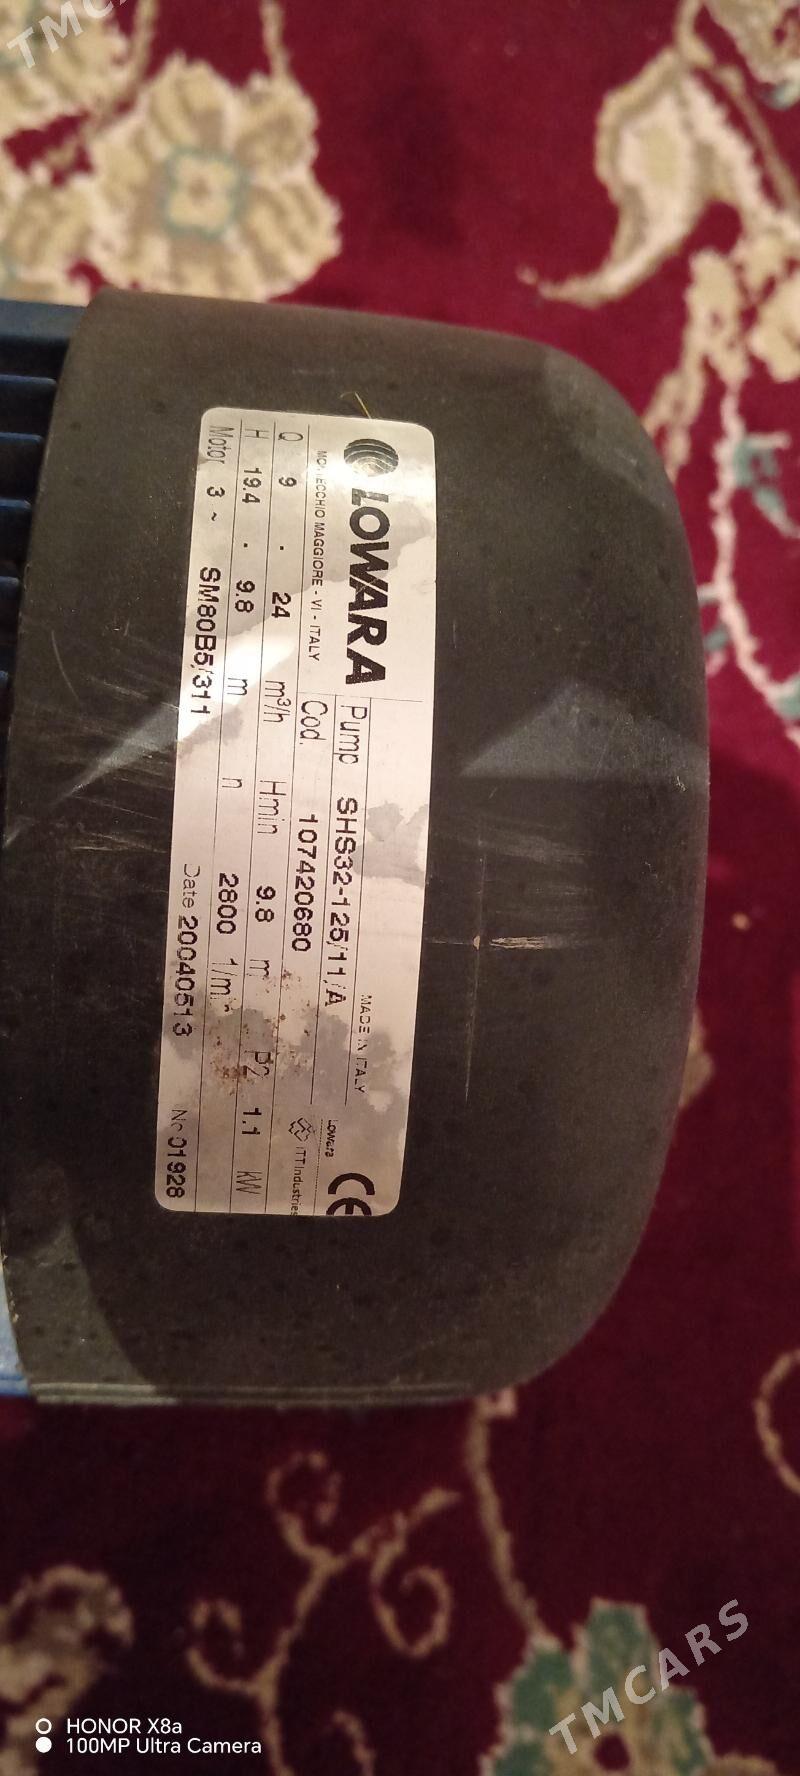 TMCARS
LOWARA
MONTECCHIO MAGGIORE - VI - ITALY
MADE IN ITALY
Lowara
ITT Industries
CE
Pump SHS32-125/11/A
Cod. 107420680
Q 9 . 24 m³/h Hmin 9.8 m P2 1.1 kW
H 19.4 . 9.8 m n 2800 1/min
Motor 3 ~ SM80B5/311 Date 20040513 No 01928
TMCARS
HONOR X8a
100MP Ultra Camera